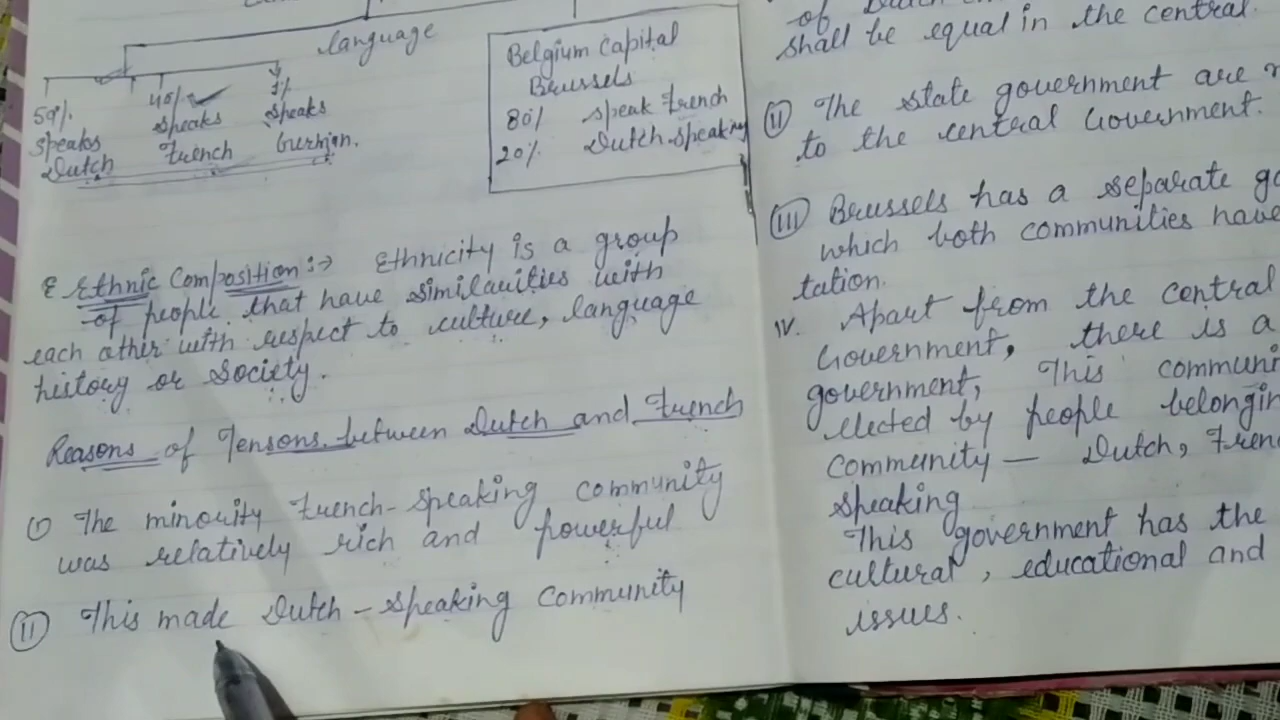 language
59%
speaks
Dutch
40%
speaks
French
1%
speaks
German.
Belgium Capital
Brussels
80% speak French
20% Dutch-speaking
Ethnic Composition :→ Ethnicity is a group
of people that have similarities with
each other with respect to culture, language
history or society.
Reasons of Tensons between Dutch and French
(I) The minority French-speaking community
was relatively rich and powerful
(II) This made Dutch-speaking community
of
shall be equal in the central.
(II) The state government are
to the central Government.
(III) Brussels has a separate
which both communities have
tation.
IV. Apart from the central
Government, there is a
government, This
elected by people
community — Dutch,
speaking
This government has the
cultural, educational and
issues.